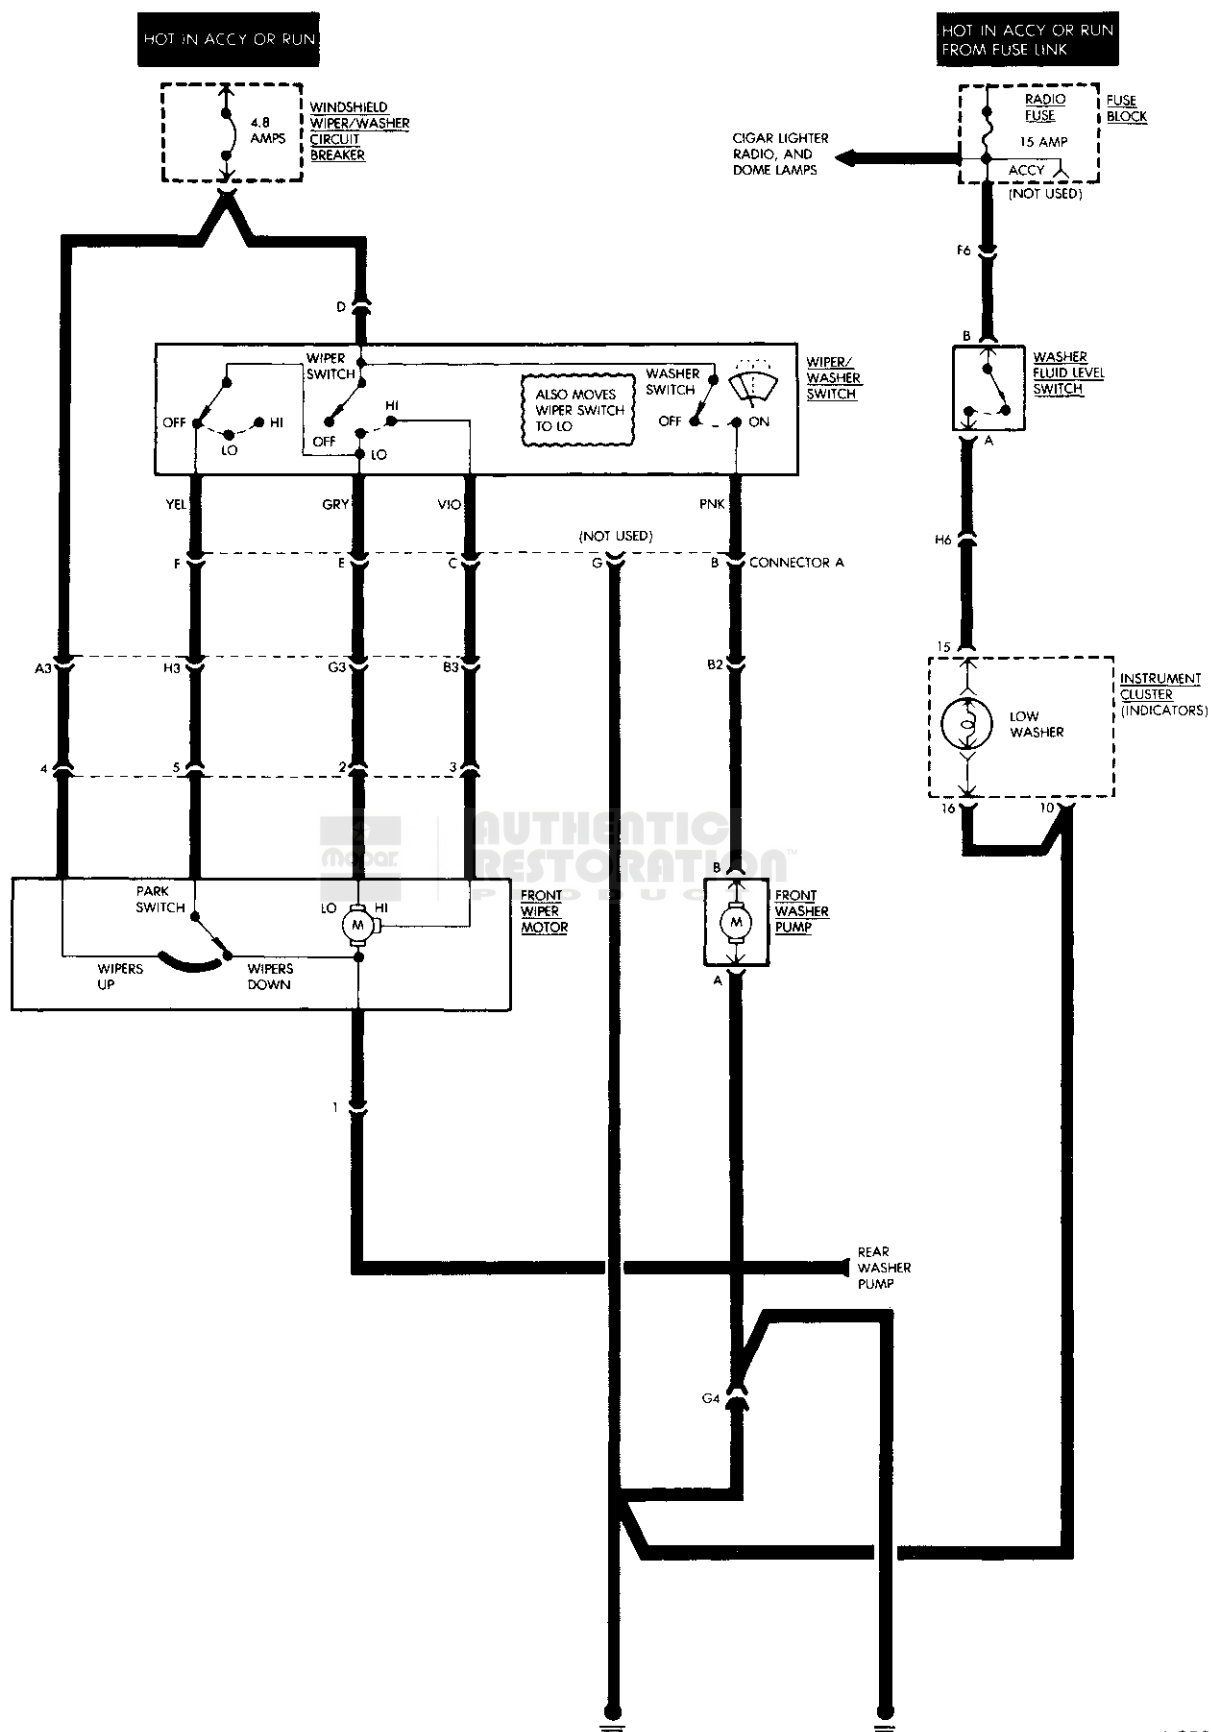 HOT IN ACCY OR RUN
HOT IN ACCY OR RUN
FROM FUSE LINK
4.8
AMPS
WINDSHIELD
WIPER/WASHER
CIRCUIT
BREAKER
RADIO
FUSE
15 AMP
FUSE
BLOCK
CIGAR LIGHTER
RADIO, AND
DOME LAMPS
ACCY
(NOT USED)
F6
D
B
WIPER
SWITCH
WASHER
SWITCH
ALSO MOVES
WIPER SWITCH
TO LO
WIPER/
WASHER
SWITCH
WASHER
FLUID LEVEL
SWITCH
OFF
LO
HI
OFF
HI
LO
OFF
ON
A
YEL
GRY
VIO
PNK
(NOT USED)
H6
F
E
C
G
B
CONNECTOR A
15
A3
H3
G3
B3
B2
INSTRUMENT
CLUSTER
(INDICATORS)
LOW
WASHER
4
5
2
3
16
10
Mopar
AUTHENTIC
RESTORATION™
PRODUC
B
PARK
SWITCH
LO
HI
M
FRONT
WIPER
MOTOR
M
FRONT
WASHER
PUMP
WIPERS
UP
WIPERS
DOWN
A
1
REAR
WASHER
PUMP
G4